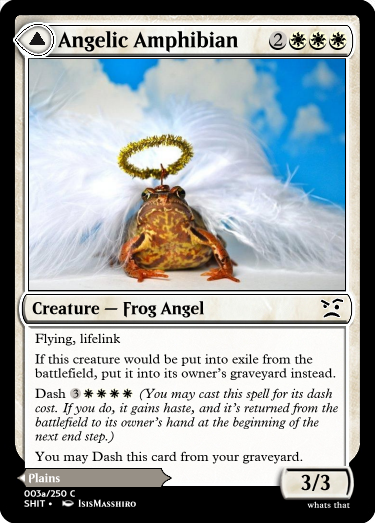 Angelic Amphibian 2
Creature — Frog Angel
Flying, lifelink
If this creature would be put into exile from the
battlefield, put it into its owner's graveyard instead.
Dash 3 (You may cast this spell for its dash
cost. If you do, it gains haste, and it's returned from the
battlefield to its owner's hand at the beginning of the
next end step.)
You may Dash this card from your graveyard.
Plains
3/3
003a/250 C
SHIT • IsisMasshiro
whats that